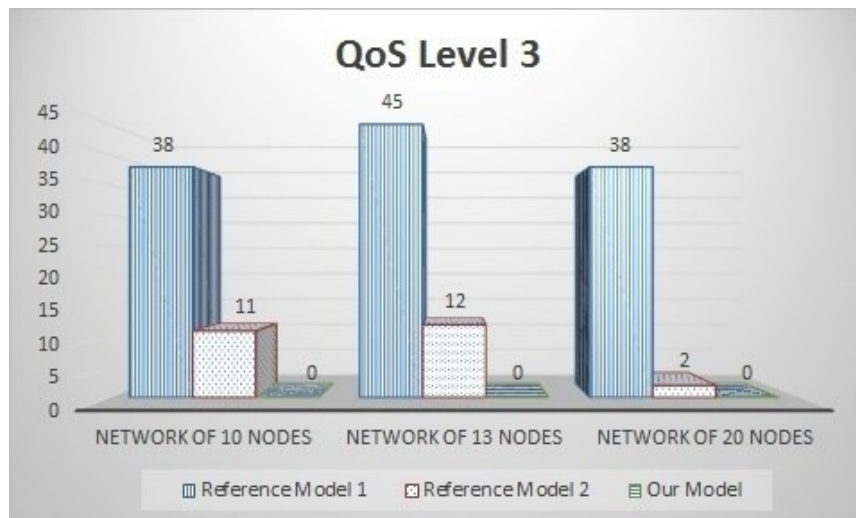 QoS Level 3
45
40
35
30
25
20
15
10
5
0
38
11
0
45
12
0
38
2
0
NETWORK OF 10 NODES
NETWORK OF 13 NODES
NETWORK OF 20 NODES
Reference Model 1
Reference Model 2
Our Model